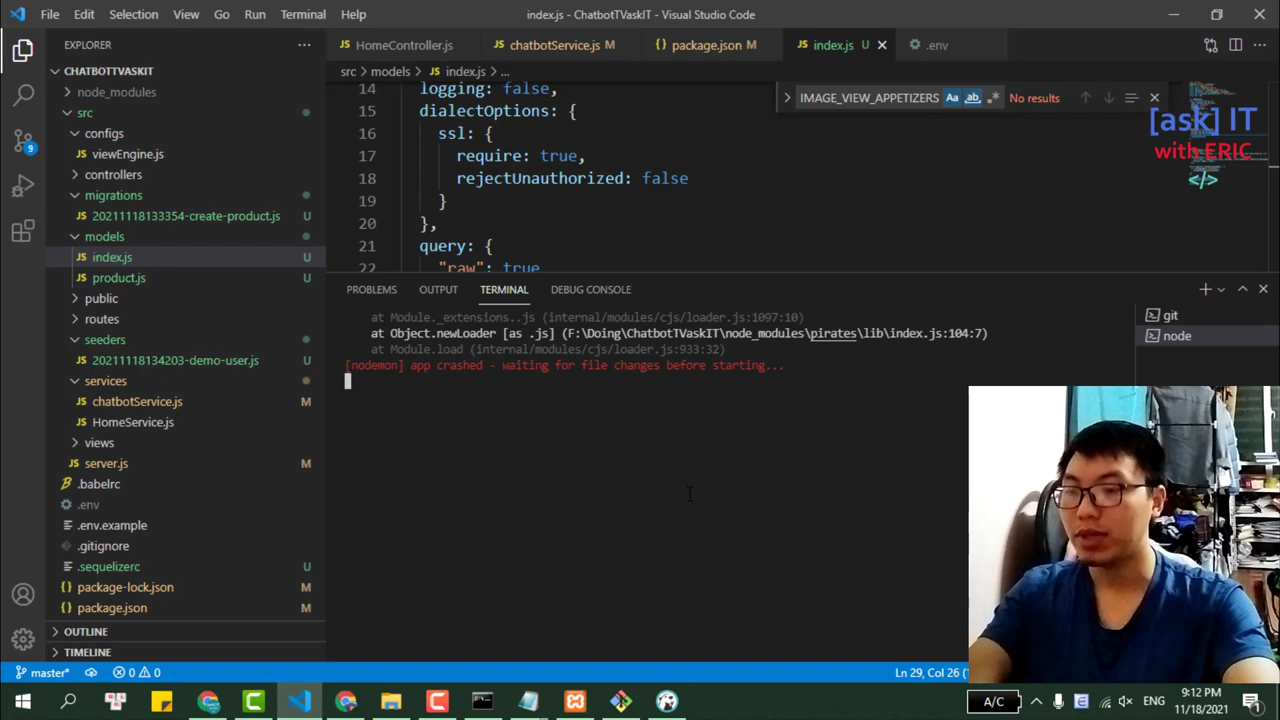 File Edit Selection View Go Run Terminal Help
index.js - ChatbotTVaskIT - Visual Studio Code
EXPLORER
HomeController.js
chatbotService.js M
package.json M
index.js U
.env
CHATBOTTVASKIT
node_modules
src
configs
viewEngine.js
controllers
migrations
20211118133354-create-product.js U
models
index.js U
product.js U
public
routes
seeders
20211118134203-demo-user.js U
services
chatbotService.js M
HomeService.js
views
server.js M
.babelrc
.env
.env.example
.gitignore
.sequelizerc U
package-lock.json M
package.json M
OUTLINE
TIMELINE
src > models > index.js > ...
IMAGE_VIEW_APPETIZERS Aa ab No results
14 logging: false,
15 dialectOptions: {
16 ssl: {
17 require: true,
18 rejectUnauthorized: false
19 }
20 },
21 query: {
22 "raw": true
[ask] IT
with ERIC
</>
PROBLEMS OUTPUT TERMINAL DEBUG CONSOLE
at Module._extensions..js (internal/modules/cjs/loader.js:1097:10)
at Object.newLoader [as .js] (F:\Doing\ChatbotTVaskIT\node_modules\pirates\lib\index.js:104:7)
at Module.load (internal/modules/cjs/loader.js:933:32)
[nodemon] app crashed - waiting for file changes before starting...
git
node
9
master* 0 0
Ln 29, Col 26
A/C
ENG
9:12 PM
11/18/2021